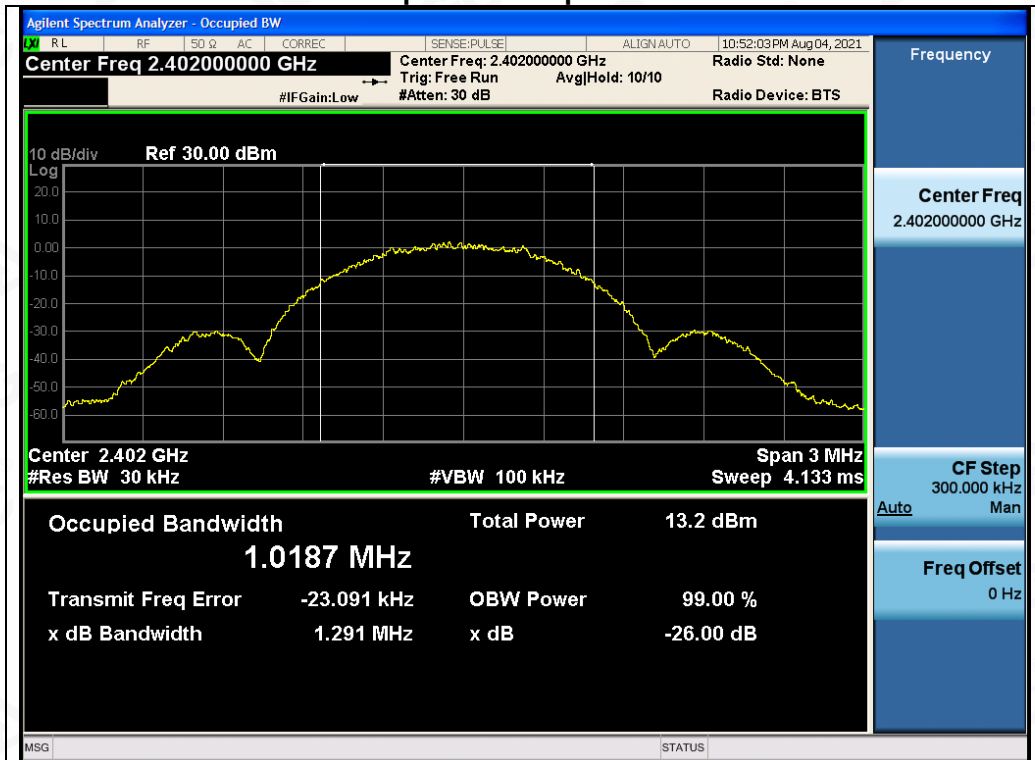 Agilent Spectrum Analyzer - Occupied BW
LXI RL RF 50 Ω AC CORREC SENSE:PULSE ALIGN AUTO 10:52:03 PM Aug 04, 2021
Center Freq 2.402000000 GHz
Center Freq: 2.402000000 GHz
Radio Std: None
Trig: Free Run Avg|Hold: 10/10
#IFGain:Low #Atten: 30 dB Radio Device: BTS
10 dB/div Ref 30.00 dBm
Log
20.0
10.0
0.00
-10.0
-20.0
-30.0
-40.0
-50.0
-60.0
Center 2.402 GHz Span 3 MHz
#Res BW 30 kHz #VBW 100 kHz Sweep 4.133 ms
Occupied Bandwidth Total Power 13.2 dBm
1.0187 MHz
Transmit Freq Error -23.091 kHz OBW Power 99.00 %
x dB Bandwidth 1.291 MHz x dB -26.00 dB
Frequency
Center Freq
2.402000000 GHz
CF Step
300.000 kHz
Auto Man
Freq Offset
0 Hz
MSG STATUS